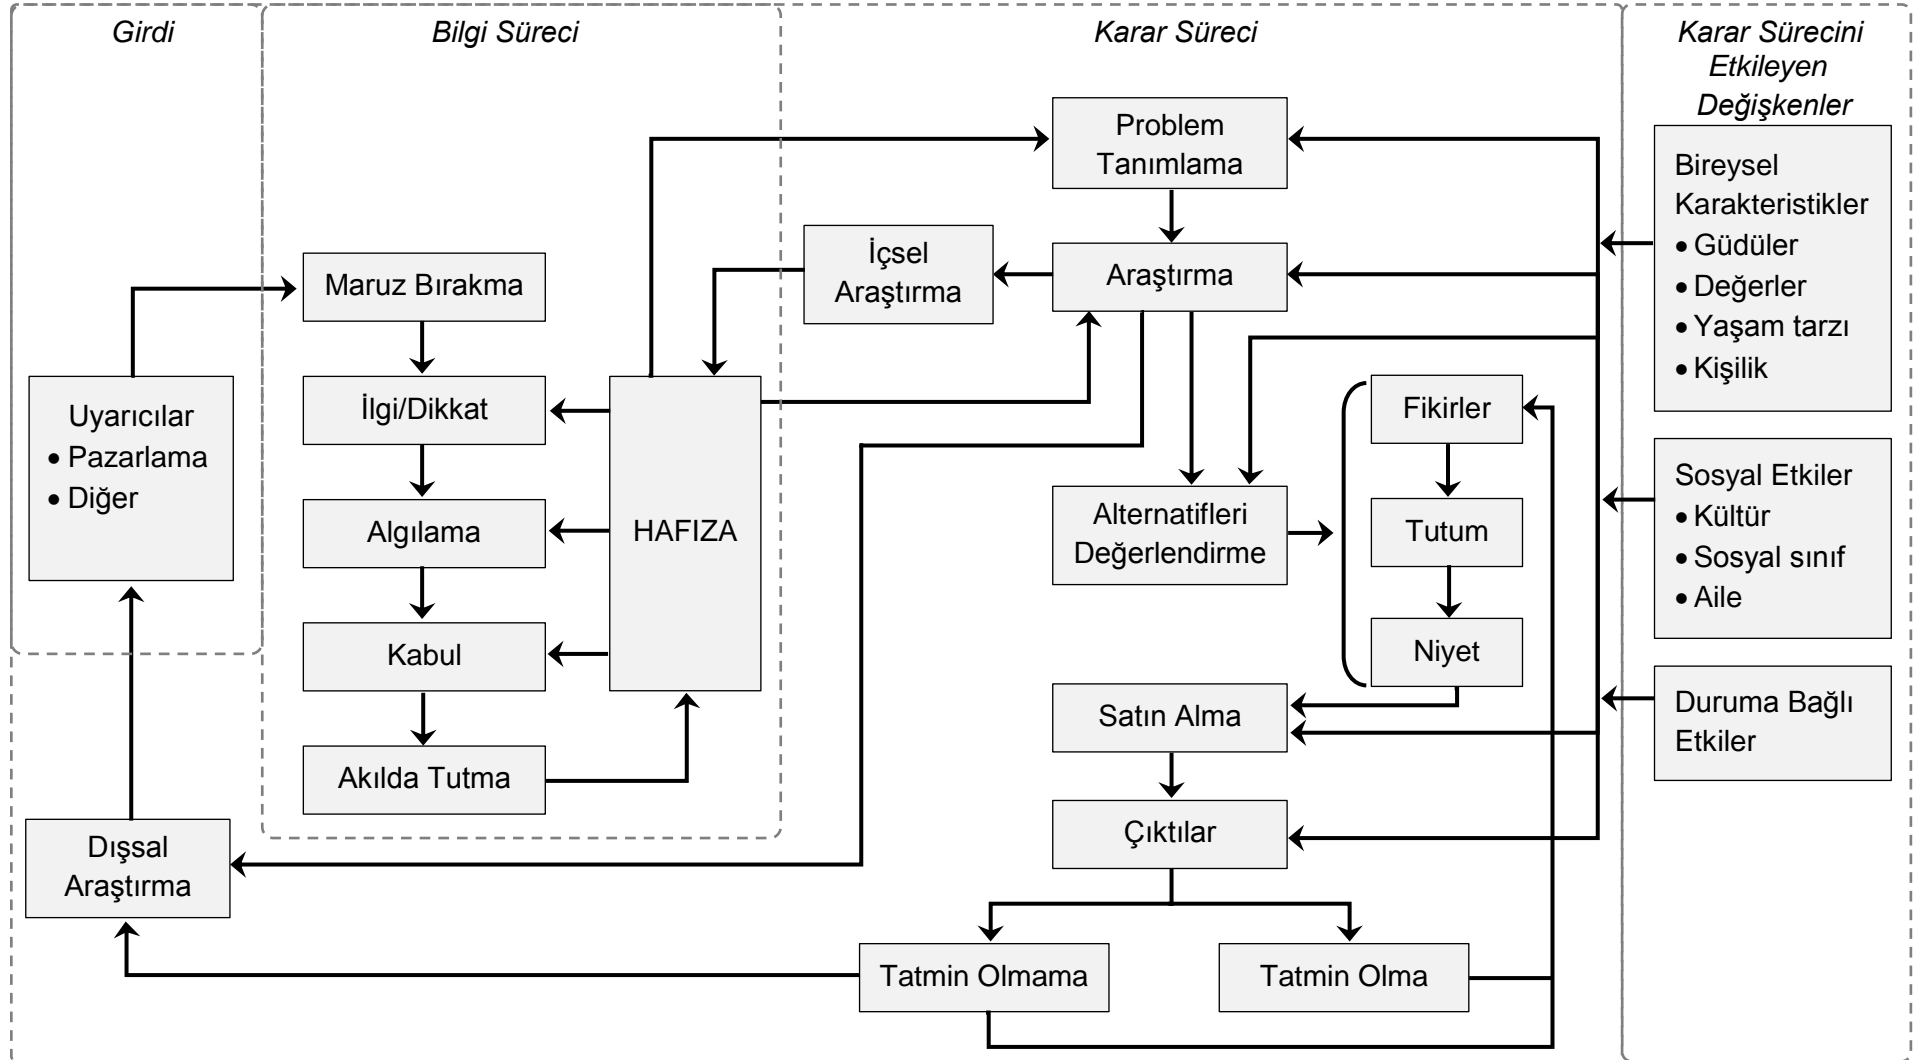 Girdi
Bilgi Süreci
Karar Süreci
Karar Sürecini
Etkileyen
Değişkenler
Uyarıcılar
• Pazarlama
• Diğer
Dışsal
Araştırma
Maruz Bırakma
İlgi/Dikkat
Algılama
Kabul
Akılda Tutma
HAFIZA
İçsel
Araştırma
Problem
Tanımlama
Araştırma
Alternatifleri
Değerlendirme
Fikirler
Tutum
Niyet
Satın Alma
Çıktılar
Tatmin Olmama
Tatmin Olma
Bireysel
Karakteristikler
• Güdüler
• Değerler
• Yaşam tarzı
• Kişilik
Sosyal Etkiler
• Kültür
• Sosyal sınıf
• Aile
Duruma Bağlı
Etkiler